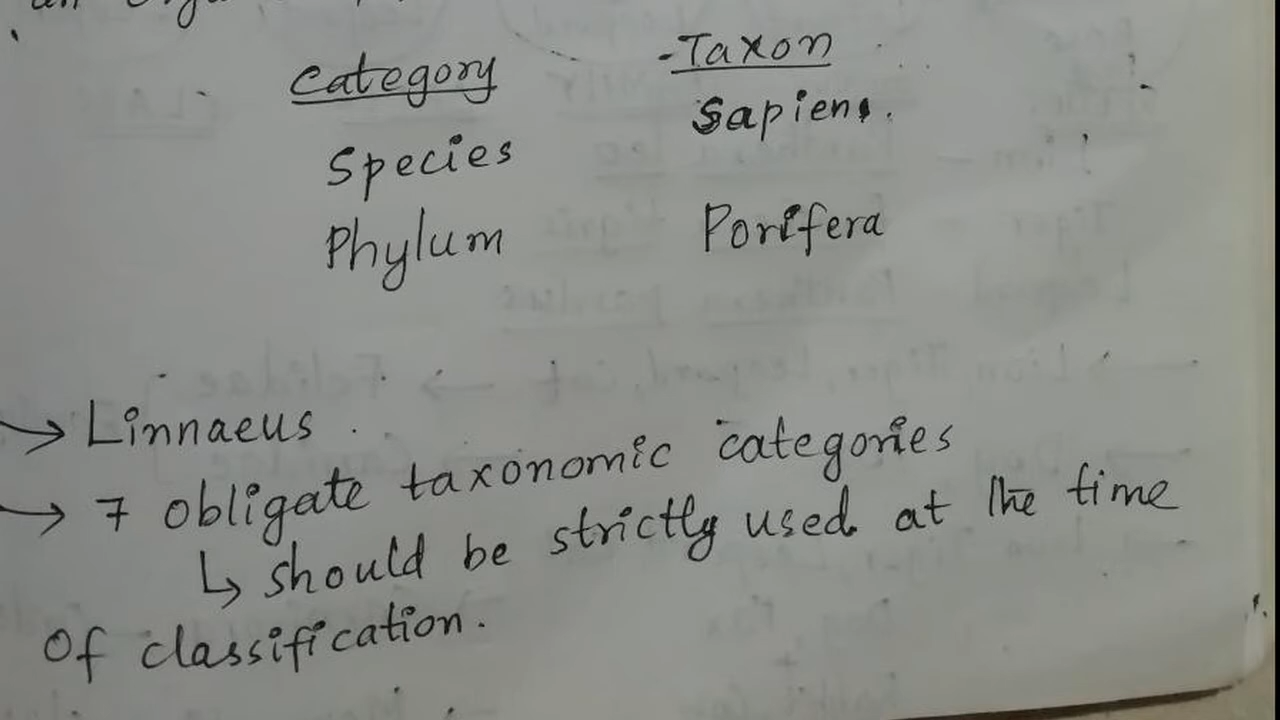 Category -Taxon
Species Sapiens.
Phylum Porifera
→ Linnaeus.
→ 7 obligate taxonomic categories
↳ should be strictly used at the time
Of classification.